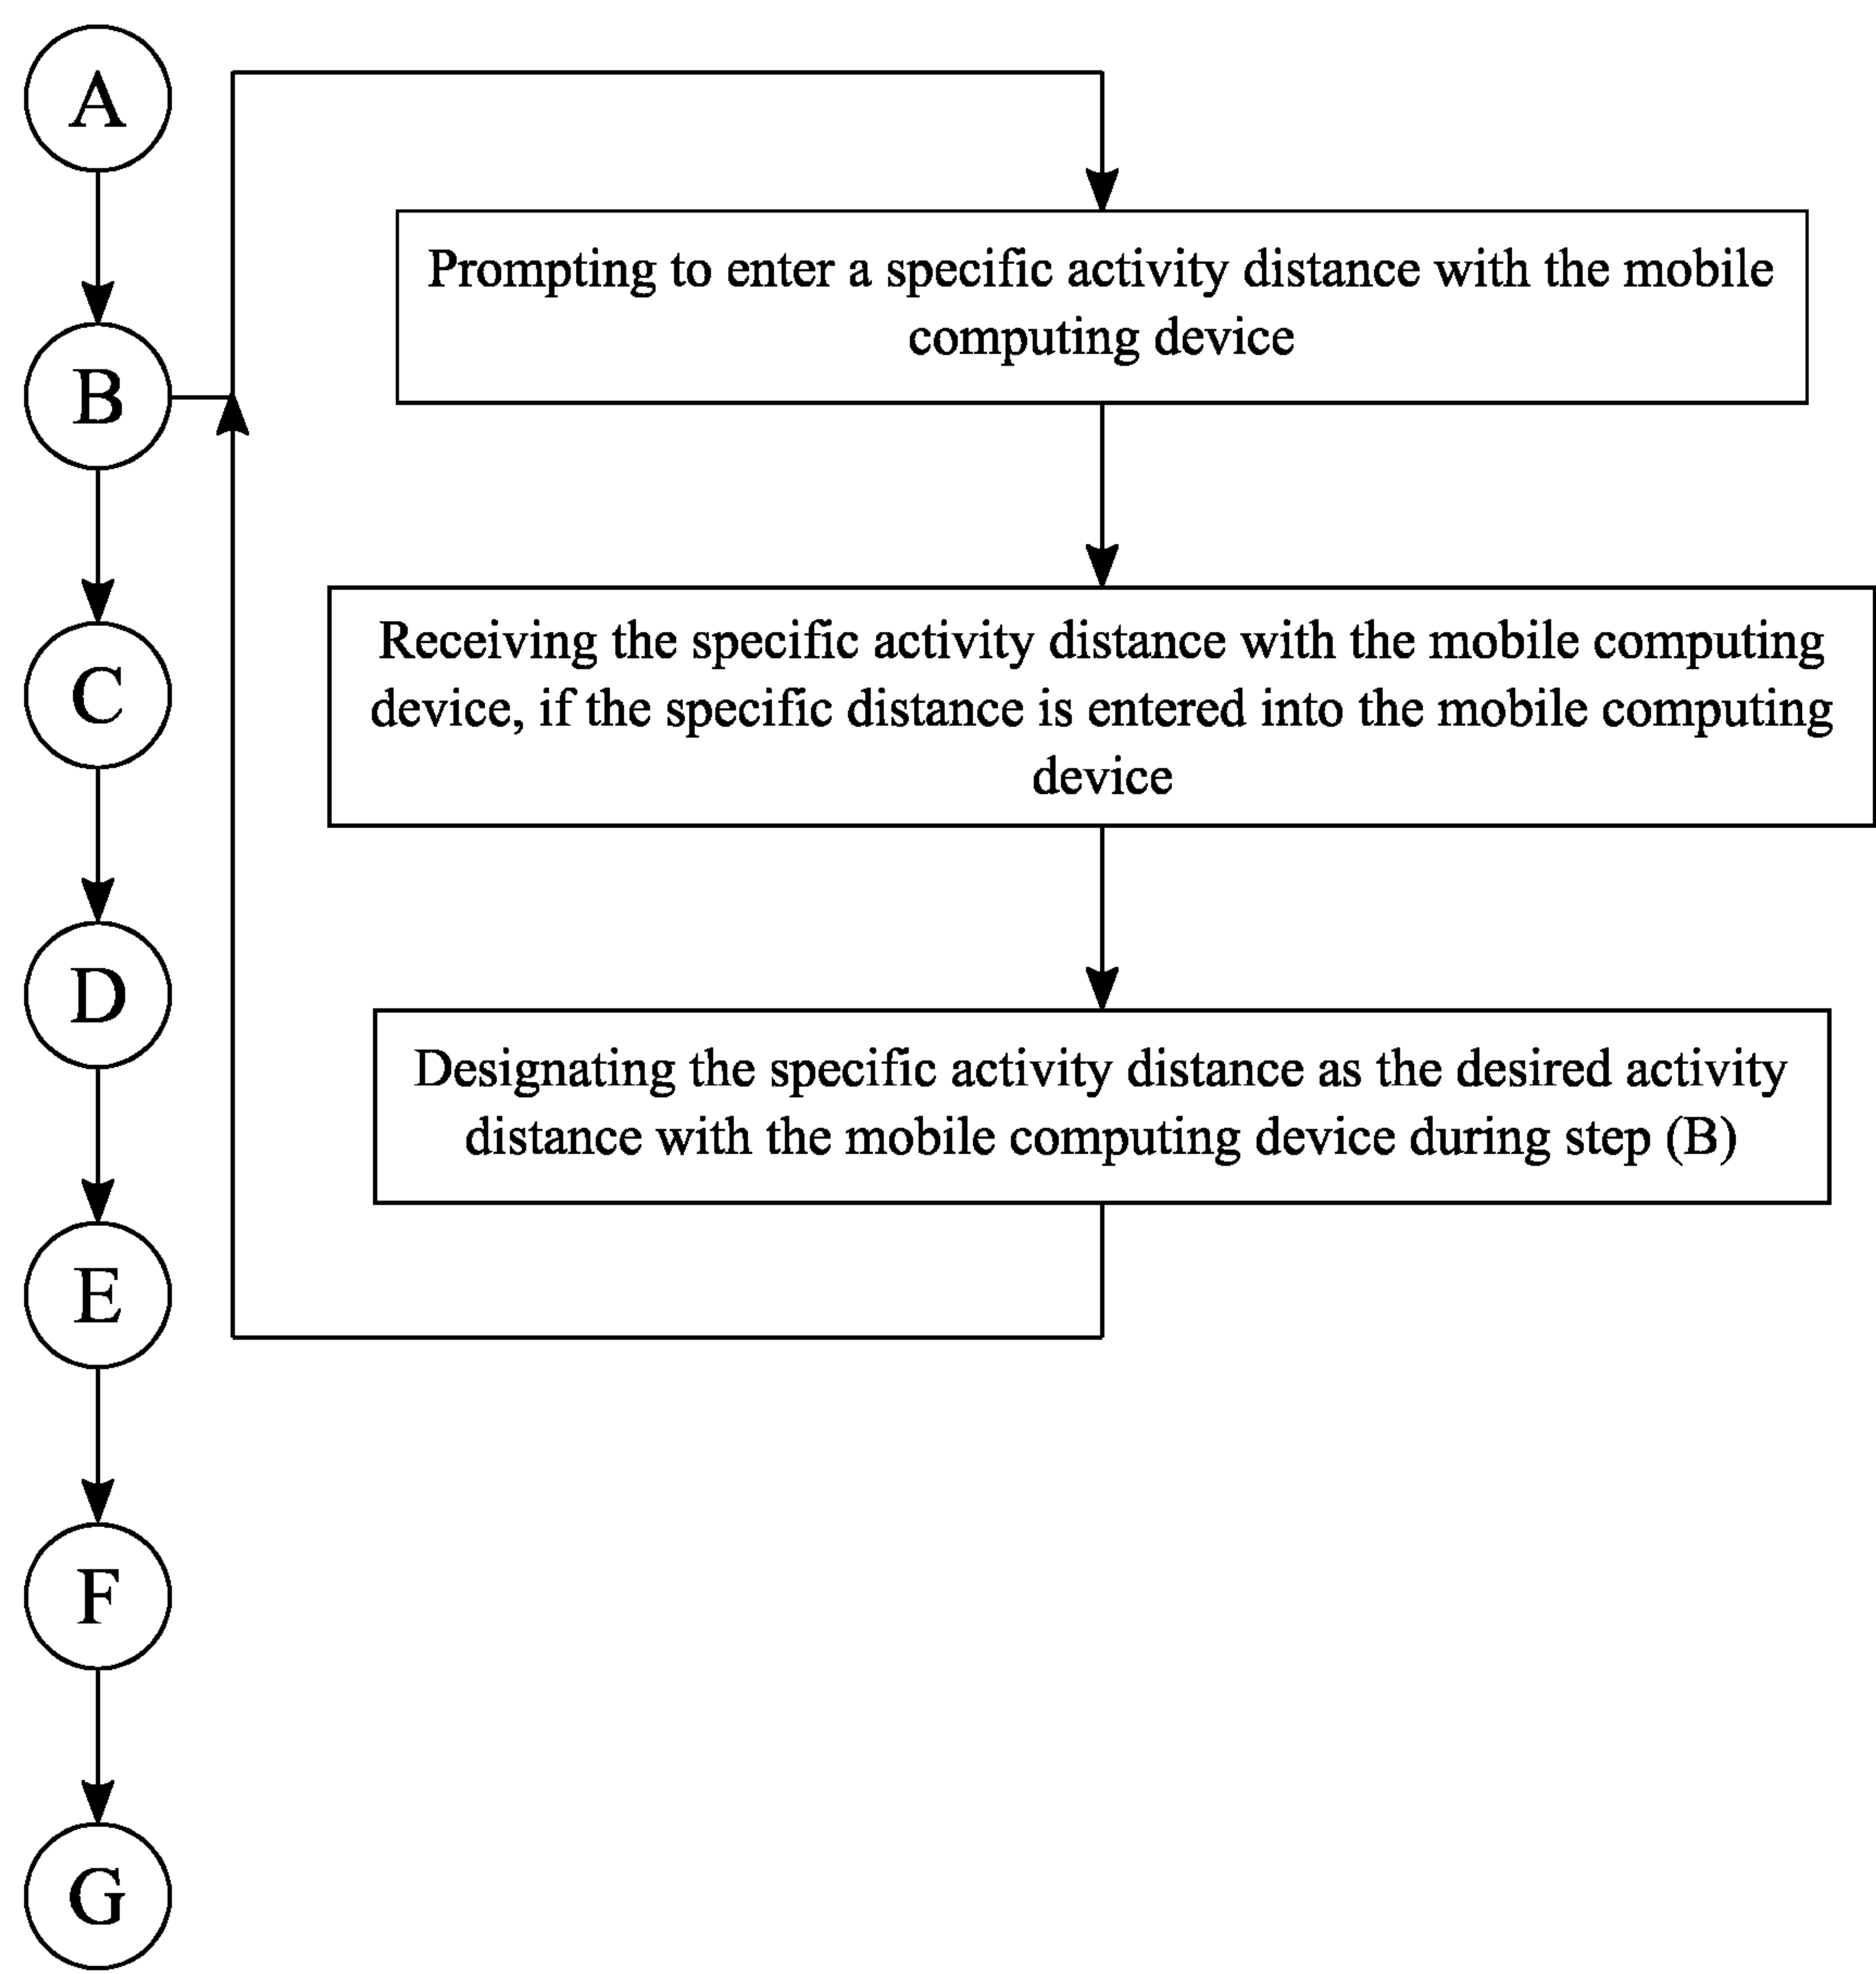 A
B
C
D
E
F
G
Prompting to enter a specific activity distance with the mobile
computing device
Receiving the specific activity distance with the mobile computing
device, if the specific distance is entered into the mobile computing
device
Designating the specific activity distance as the desired activity
distance with the mobile computing device during step (B)